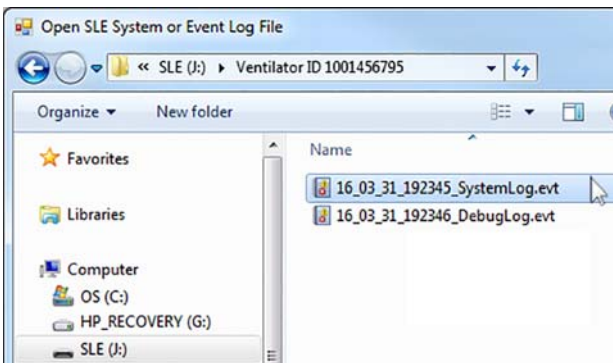 Open SLE System or Event Log File
« SLE (J:) ▸ Ventilator ID 1001456795
Organize ▾ New folder
Favorites
Libraries
Computer
OS (C:)
HP_RECOVERY (G:)
SLE (J:)
Name
16_03_31_192345_SystemLog.evt
16_03_31_192346_DebugLog.evt